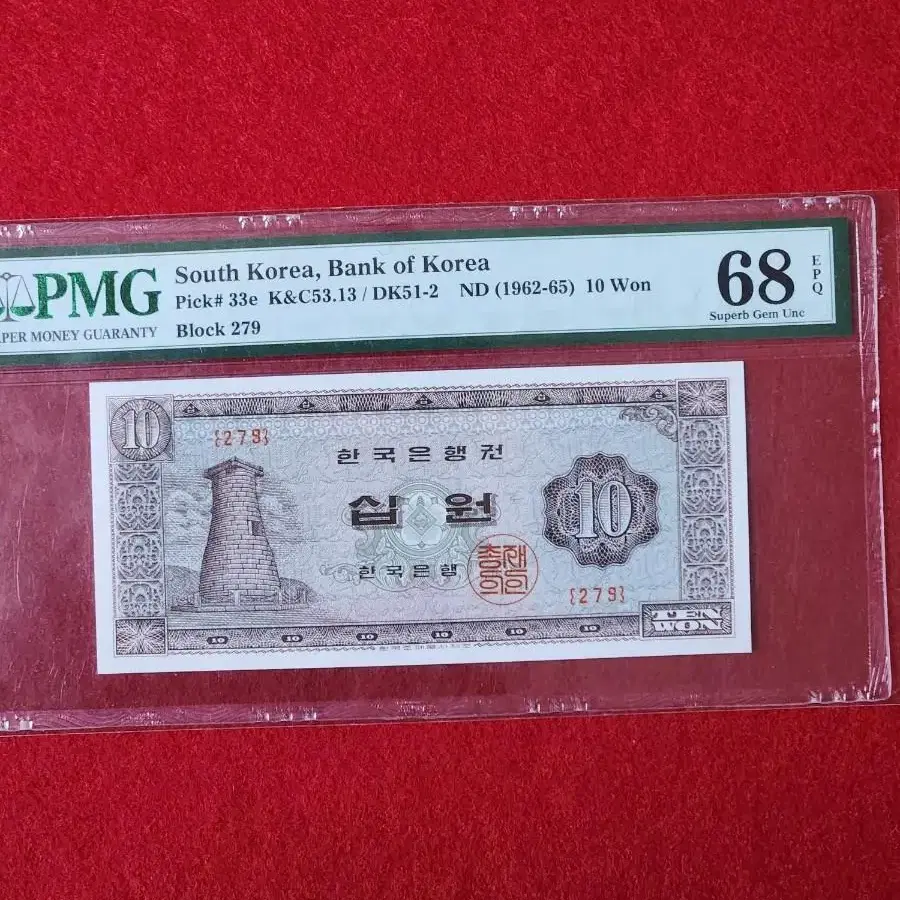 PMG
PAPER MONEY GUARANTY
South Korea, Bank of Korea
Pick# 33e K&C53.13 / DK51-2 ND (1962-65) 10 Won
Block 279
68
EPQ
Superb Gem Unc
10
{279}
한국은행권
십 원
10
한국은행
총재의인
{279}
TEN
WON
10 10 10 10 10 10